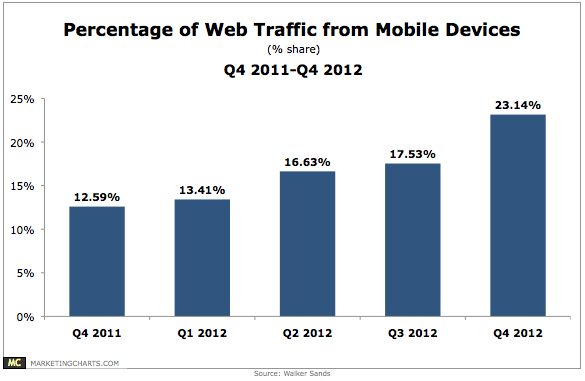 Percentage of Web Traffic from Mobile Devices
(% share)
Q4 2011-Q4 2012
25%
23.14%
20%
17.53%
16.63%
15%
13.41%
12.59%
10%
5%
0%
Q4 2011 Q1 2012 Q2 2012 Q3 2012 Q4 2012
MC MARKETINGCHARTS.COM
Source: Walker Sands